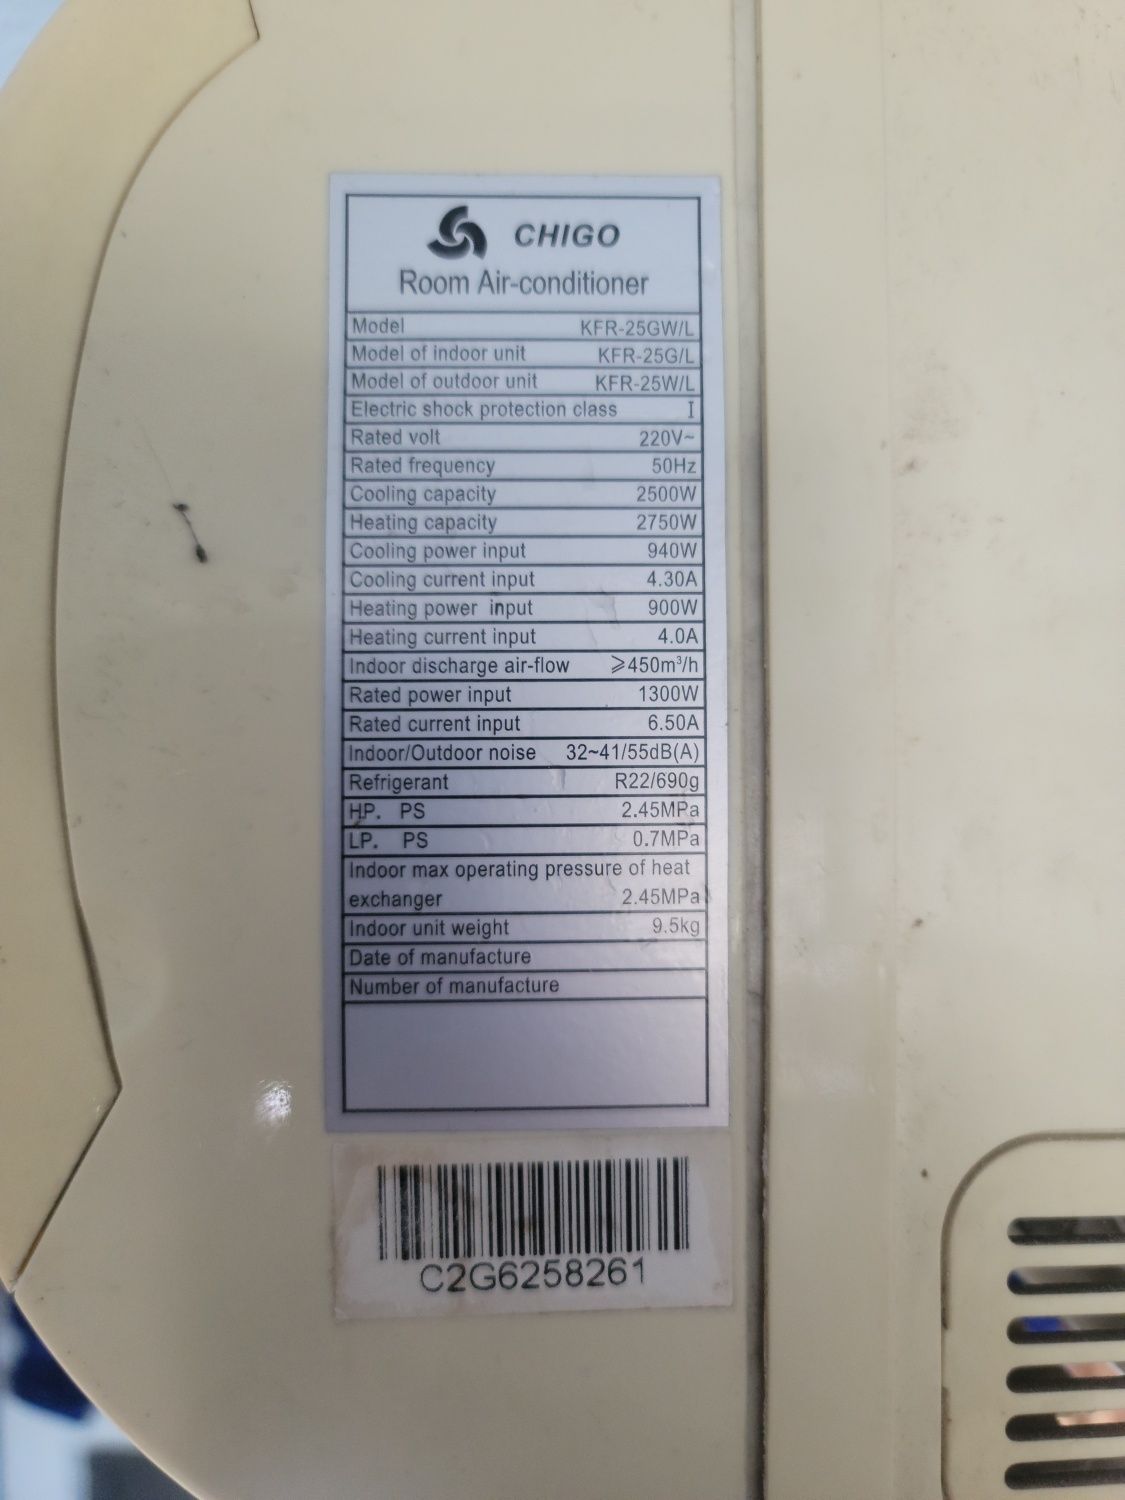 CHIGO
Room Air-conditioner
Model KFR-25GW/L
Model of indoor unit KFR-25G/L
Model of outdoor unit KFR-25W/L
Electric shock protection class I
Rated volt 220V~
Rated frequency 50Hz
Cooling capacity 2500W
Heating capacity 2750W
Cooling power input 940W
Cooling current input 4.30A
Heating power input 900W
Heating current input 4.0A
Indoor discharge air-flow ⩾450m³/h
Rated power input 1300W
Rated current input 6.50A
Indoor/Outdoor noise 32~41/55dB(A)
Refrigerant R22/690g
HP. PS 2.45MPa
LP. PS 0.7MPa
Indoor max operating pressure of heat
exchanger 2.45MPa
Indoor unit weight 9.5kg
Date of manufacture
Number of manufacture
C2G6258261